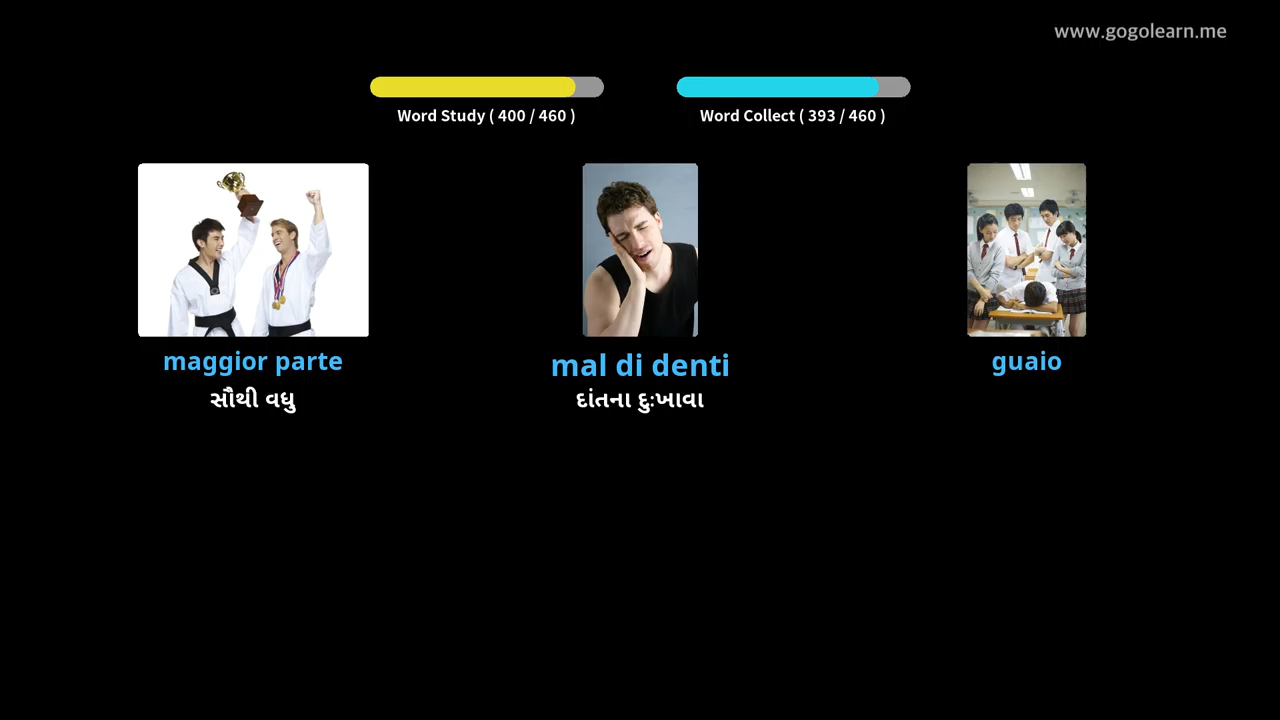 www.gogolearn.me
Word Study ( 400 / 460 )
Word Collect ( 393 / 460 )
maggior parte
સૌથી વધુ
mal di denti
દાંતના દુઃખાવા
guaio